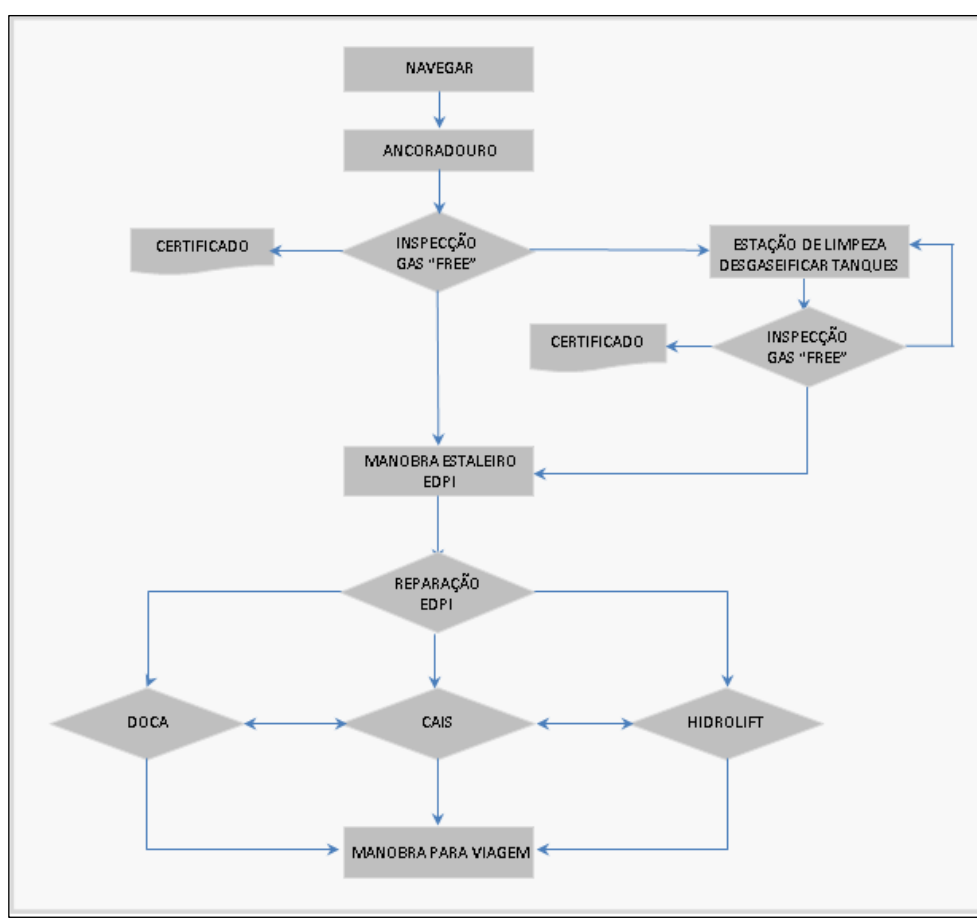 NAVEGAR
ANCORADOURO
CERTIFICADO
INSPECÇÃO
GAS “FREE”
ESTAÇÃO DE LIMPEZA
DESGASEIFICAR TANQUES
CERTIFICADO
INSPECÇÃO
GAS “FREE”
MANOBRA ESTALEIRO
EDPI
REPARAÇÃO
EDPI
DOCA
CAIS
HIDROLIFT
MANOBRA PARA VIAGEM